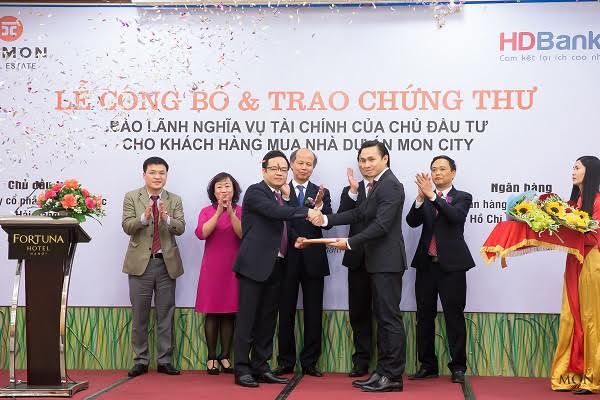 MON
ESTATE
HDBank
Cam kết lợi ích cao
LỄ CÔNG BỐ & TRAO CHỨNG THƯ
BẢO LÃNH NGHĨA VỤ TÀI CHÍNH CỦA CHỦ ĐẦU TƯ
CHO KHÁCH HÀNG MUA NHÀ DỰ ÁN MON CITY
Chủ đầu
Ngân hàng
hàng
Hồ Chí
FORTUNA
HOTEL
HANOI
MON